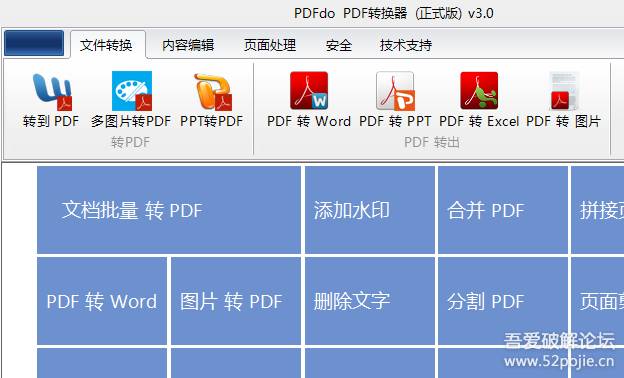 PDFdo PDF转换器 (正式版) v3.0
文件转换 内容编辑 页面处理 安全 技术支持
转到 PDF 多图片转PDF PPT转PDF PDF 转 Word PDF 转 PPT PDF 转 Excel PDF 转 图片
转PDF PDF 转出
文档批量 转 PDF 添加水印 合并 PDF 拼接
PDF 转 Word 图片 转 PDF 删除文字 分割 PDF 页面
吾爱破解论坛
www.52pojie.cn